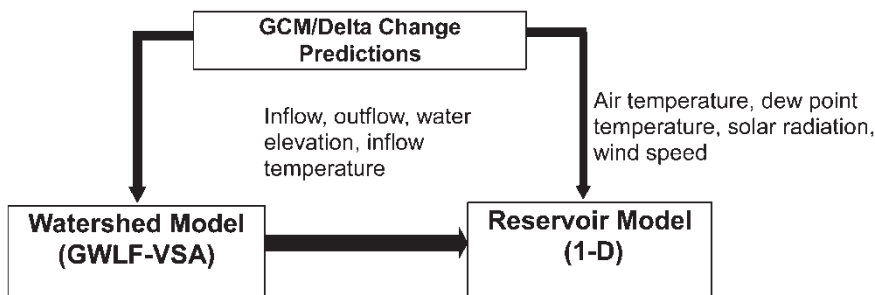 GCM/Delta Change
Predictions
Inflow, outflow, water
elevation, inflow
temperature
Air temperature, dew point
temperature, solar radiation,
wind speed
Watershed Model
(GWLF-VSA)
Reservoir Model
(1-D)